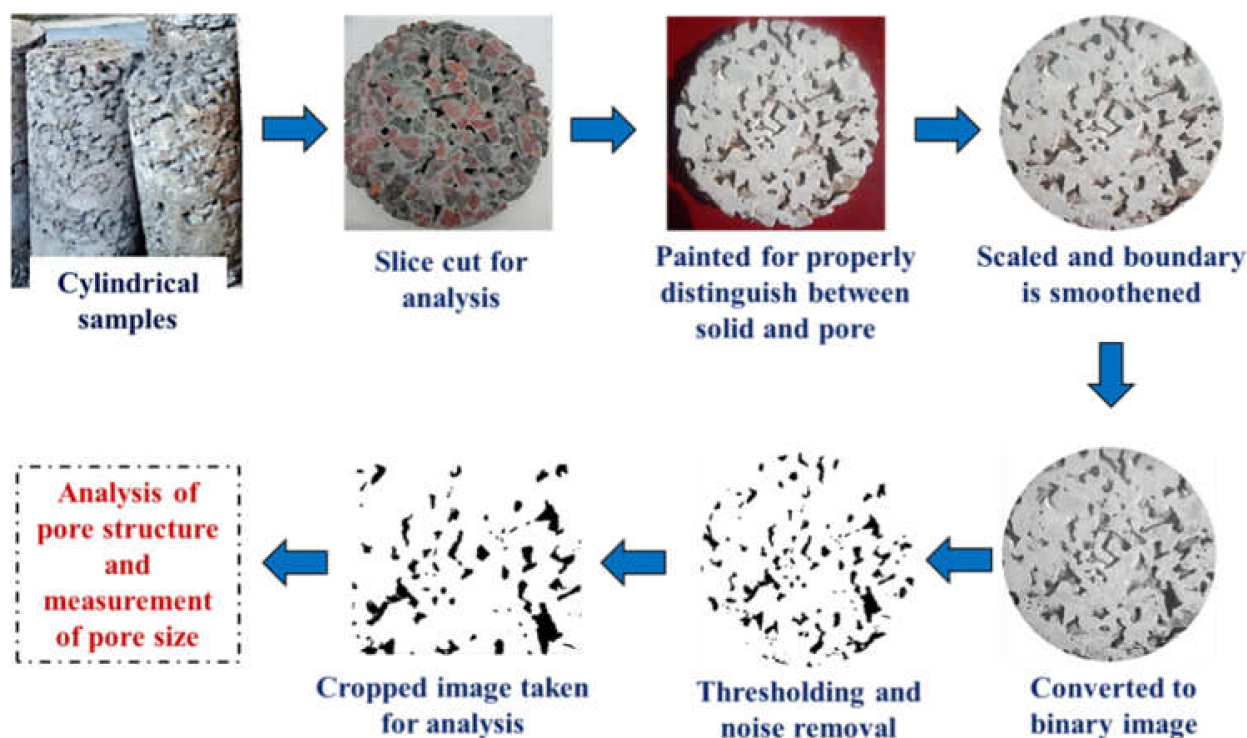 Cylindrical
samples
Slice cut for
analysis
Painted for properly
distinguish between
solid and pore
Scaled and boundary
is smoothened
Converted to
binary image
Thresholding and
noise removal
Cropped image taken
for analysis
Analysis of
pore structure
and
measurement
of pore size